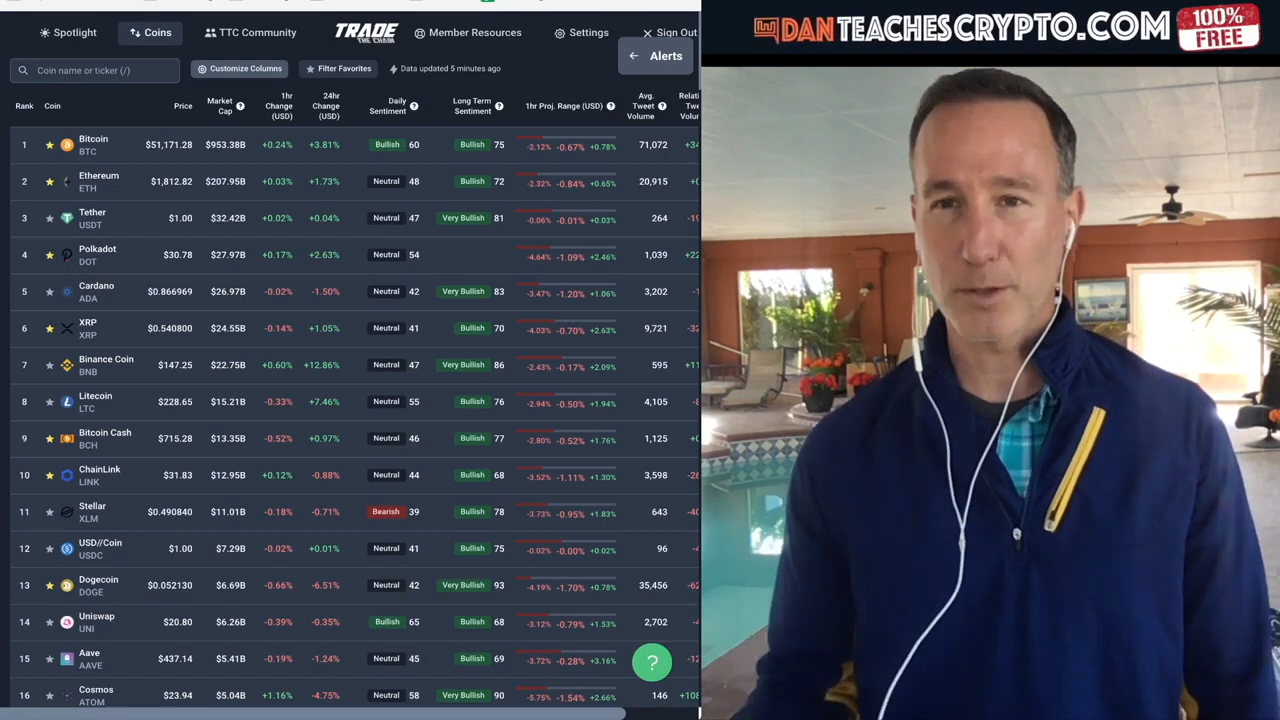 Spotlight Coins TTC Community TRADE THE CHAIN Member Resources Settings Sign Out
Coin name or ticker (/) Customize Columns Filter Favorites Data updated 5 minutes ago Alerts
Rank Coin Price Market Cap 1hr Change (USD) 24hr Change (USD) Daily Sentiment Long Term Sentiment 1hr Proj. Range (USD) Avg. Tweet Volume
1 Bitcoin BTC $51,171.28 $953.38B +0.24% +3.81% Bullish 60 Bullish 75 -2.12% -0.67% +0.78% 71,072
2 Ethereum ETH $1,812.82 $207.95B +0.03% +1.73% Neutral 48 Bullish 72 -2.32% -0.84% +0.65% 20,915
3 Tether USDT $1.00 $32.42B +0.02% +0.04% Neutral 47 Very Bullish 81 -0.06% -0.01% +0.03% 264
4 Polkadot DOT $30.78 $27.97B +0.17% +2.63% Neutral 54 -4.64% -1.09% +2.46% 1,039
5 Cardano ADA $0.866969 $26.97B -0.02% -1.50% Neutral 42 Very Bullish 83 -3.47% -1.20% +1.06% 3,202
6 XRP XRP $0.540800 $24.55B -0.14% +1.05% Neutral 41 Bullish 70 -4.03% -0.70% +2.63% 9,721
7 Binance Coin BNB $147.25 $22.75B +0.60% +12.86% Neutral 47 Very Bullish 86 -2.43% -0.17% +2.09% 595
8 Litecoin LTC $228.65 $15.21B -0.33% +7.46% Neutral 55 Bullish 76 -2.94% -0.50% +1.94% 4,105
9 Bitcoin Cash BCH $715.28 $13.35B -0.52% +0.97% Neutral 46 Bullish 77 -2.80% -0.52% +1.76% 1,125
10 ChainLink LINK $31.83 $12.95B +0.12% -0.88% Neutral 44 Bullish 68 -3.52% -1.11% +1.30% 3,598
11 Stellar XLM $0.490840 $11.01B -0.18% -0.71% Bearish 39 Bullish 78 -3.73% -0.95% +1.83% 643
12 USD//Coin USDC $1.00 $7.29B -0.02% +0.01% Neutral 41 Bullish 75 -0.02% -0.00% +0.02% 96
13 Dogecoin DOGE $0.052130 $6.69B -0.66% -6.51% Neutral 42 Very Bullish 93 -4.19% -1.70% +0.78% 35,456
14 Uniswap UNI $20.80 $6.26B -0.39% -0.35% Bullish 65 Bullish 68 -3.12% -0.79% +1.53% 2,702
15 Aave AAVE $437.14 $5.41B -0.19% -1.24% Neutral 45 Bullish 69 -3.72% -0.28% +3.16%
16 Cosmos ATOM $23.94 $5.04B +1.16% -4.75% Neutral 58 Very Bullish 90 -5.75% -1.54% +2.66% 146
DANTEACHESCRYPTO.COM
100%
FREE